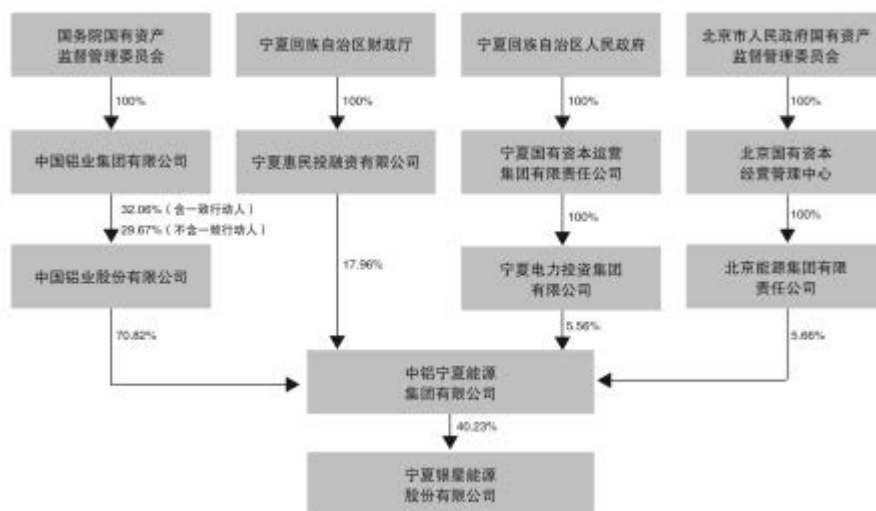 国务院国有资产
监督管理委员会
宁夏回族自治区财政厅
宁夏回族自治区人民政府
北京市人民政府国有资产
监督管理委员会
100%
100%
100%
100%
中国铝业集团有限公司
宁夏惠民投融资有限公司
宁夏国有资本运营
集团有限责任公司
北京国有资本
经营管理中心
32.06%（含一致行动人）
29.67%（不含一致行动人）
100%
100%
中国铝业股份有限公司
17.96%
宁夏电力投资集团
有限公司
北京能源集团有限
责任公司
70.82%
5.56%
5.66%
中铝宁夏能源
集团有限公司
40.23%
宁夏银星能源
股份有限公司